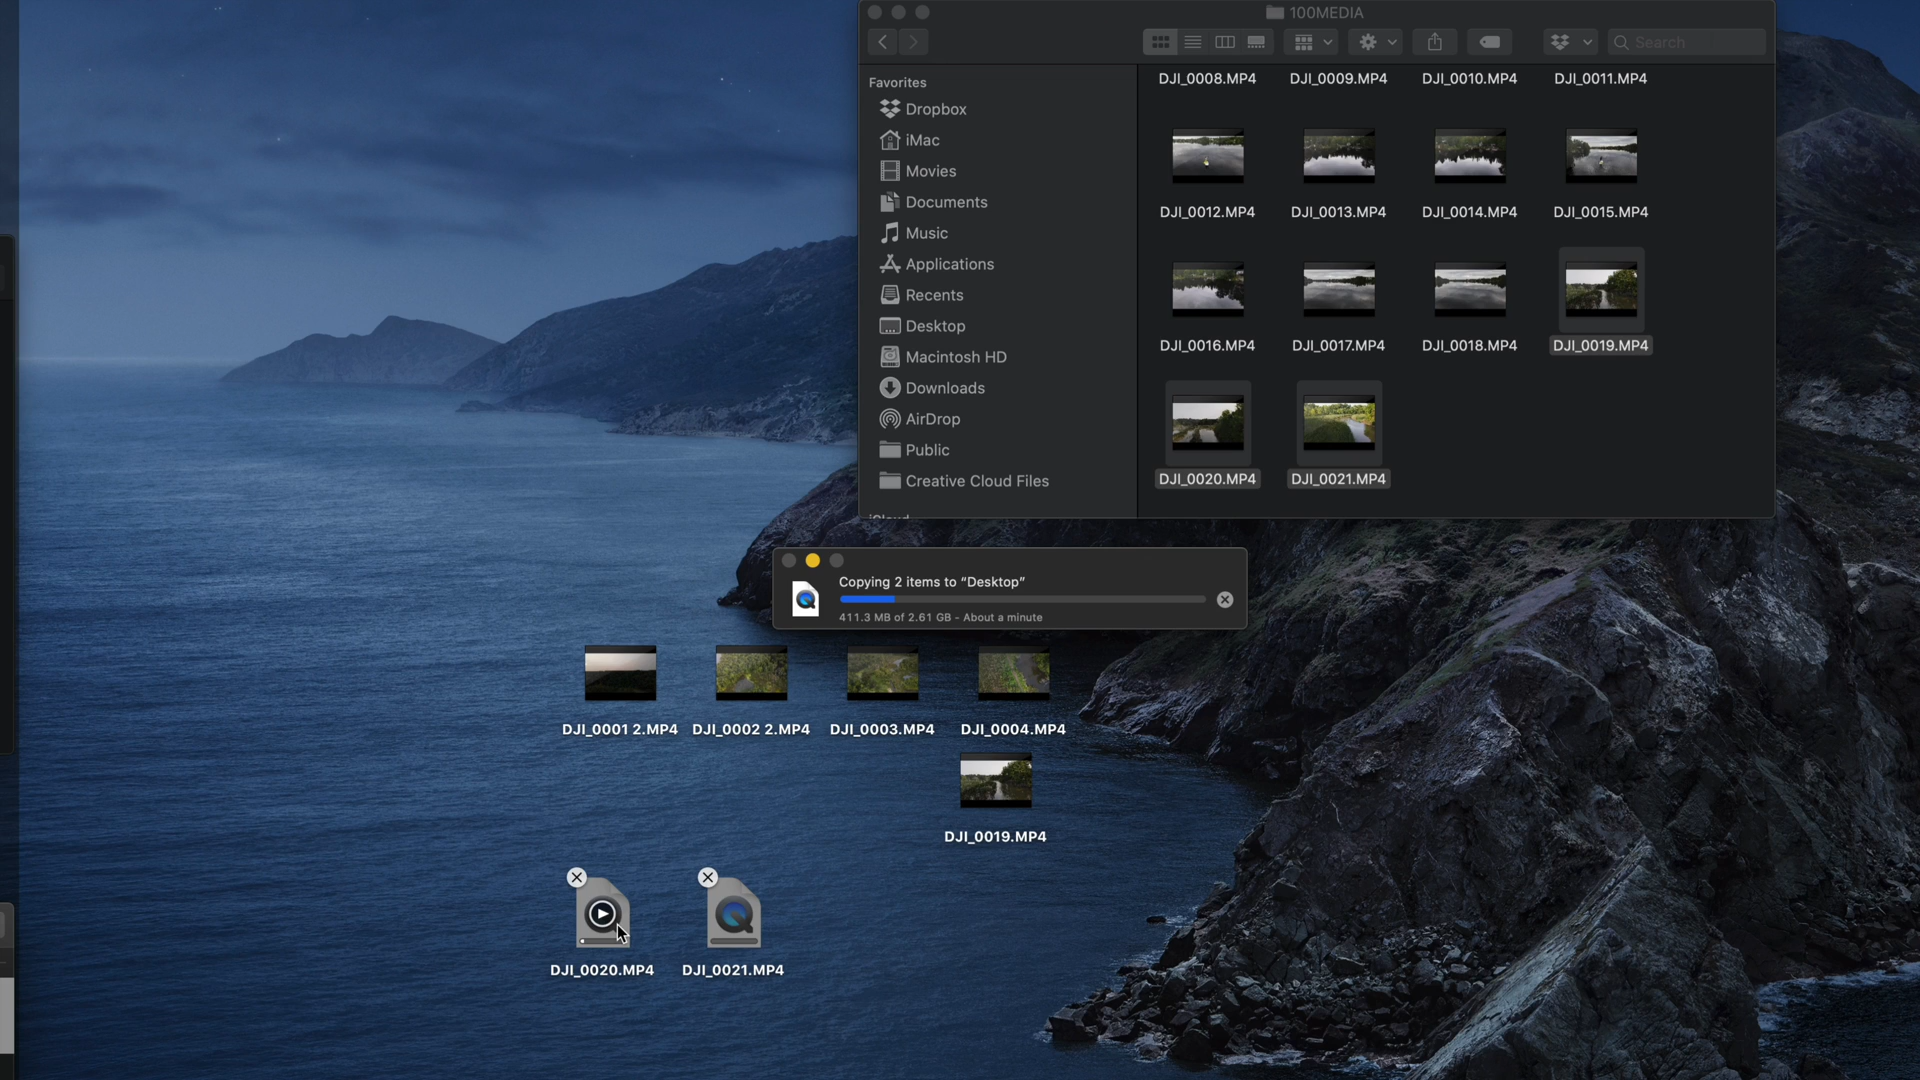 100MEDIA
Search
Favorites
Dropbox
iMac
Movies
Documents
Music
Applications
Recents
Desktop
Macintosh HD
Downloads
AirDrop
Public
Creative Cloud Files
iCloud
DJI_0008.MP4 DJI_0009.MP4 DJI_0010.MP4 DJI_0011.MP4
DJI_0012.MP4 DJI_0013.MP4 DJI_0014.MP4 DJI_0015.MP4
DJI_0016.MP4 DJI_0017.MP4 DJI_0018.MP4 DJI_0019.MP4
DJI_0020.MP4 DJI_0021.MP4
Copying 2 items to “Desktop”
411.3 MB of 2.61 GB - About a minute
DJI_0001 2.MP4 DJI_0002 2.MP4 DJI_0003.MP4 DJI_0004.MP4
DJI_0019.MP4
DJI_0020.MP4 DJI_0021.MP4